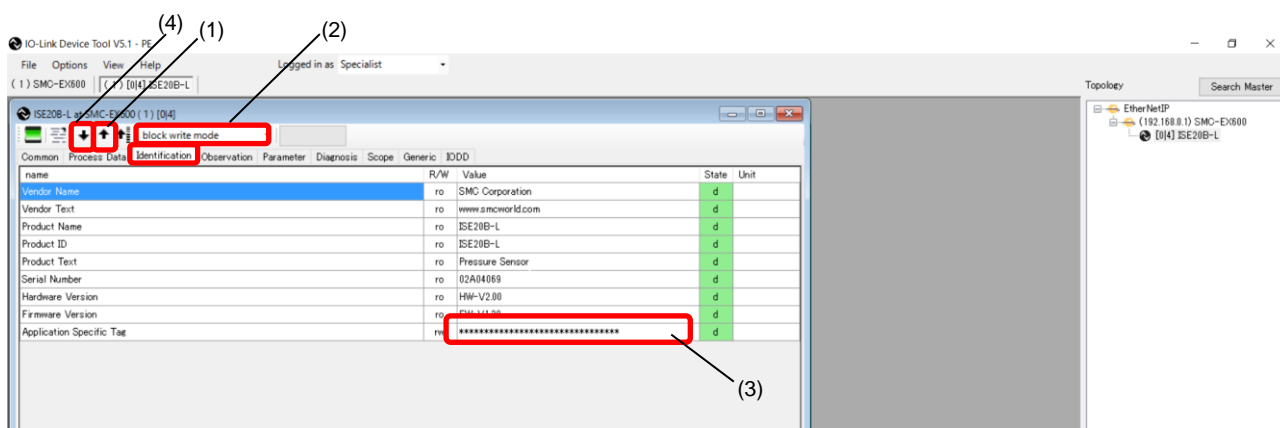 (4) (1) (2)
IO-Link Device Tool V5.1 - PE
File Options View Help Logged in as Specialist
(1) SMC-EX600 (1) [0|4] ISE20B-L
Topology Search Master
ISE20B-L at SMC-EX600 (1) [0|4]
block write mode
Common Process Data Identification Observation Parameter Diagnosis Scope Generic IODD
name R/W Value State Unit
Vendor Name ro SMC Corporation d
Vendor Text ro www.smcworld.com d
Product Name ro ISE20B-L d
Product ID ro ISE20B-L d
Product Text ro Pressure Sensor d
Serial Number ro 02A04069 d
Hardware Version ro HW-V2.00 d
Firmware Version ro d
Application Specific Tag rw ******************************** d
(3)
EtherNetIP
(192.168.0.1) SMC-EX600
[0|4] ISE20B-L